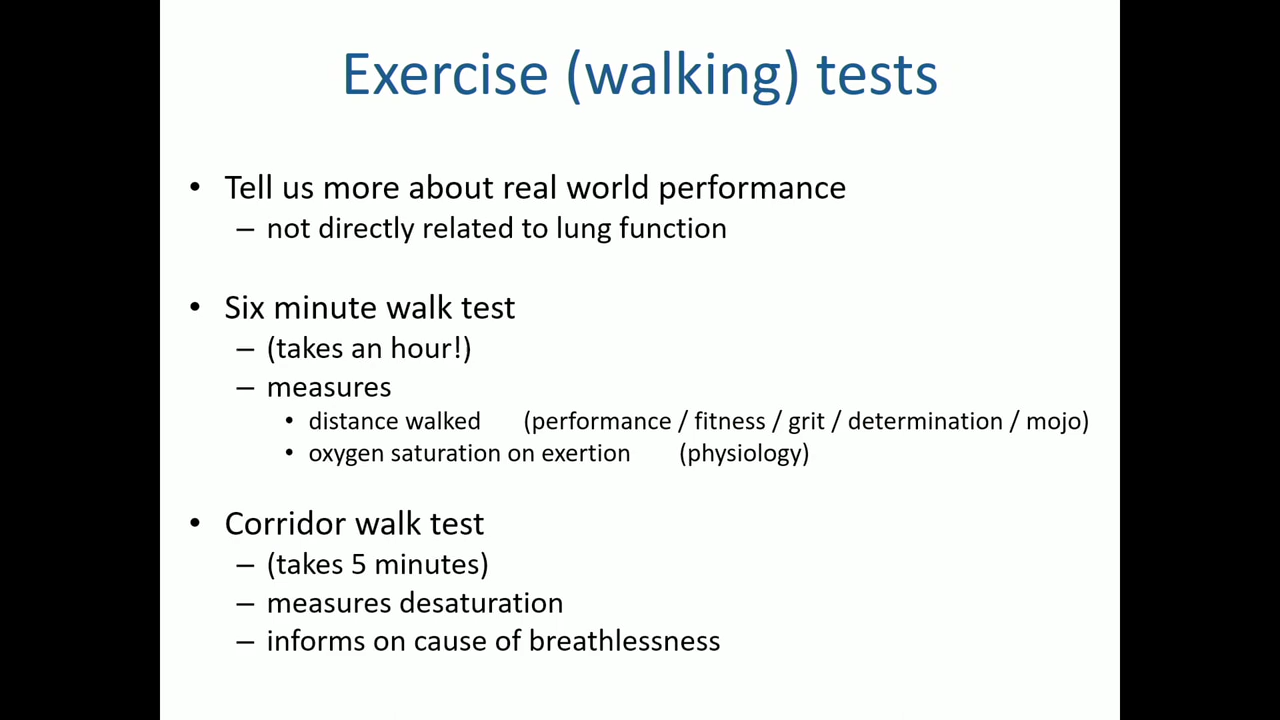 Exercise (walking) tests
• Tell us more about real world performance
– not directly related to lung function
• Six minute walk test
– (takes an hour!)
– measures
• distance walked (performance / fitness / grit / determination / mojo)
• oxygen saturation on exertion (physiology)
• Corridor walk test
– (takes 5 minutes)
– measures desaturation
– informs on cause of breathlessness